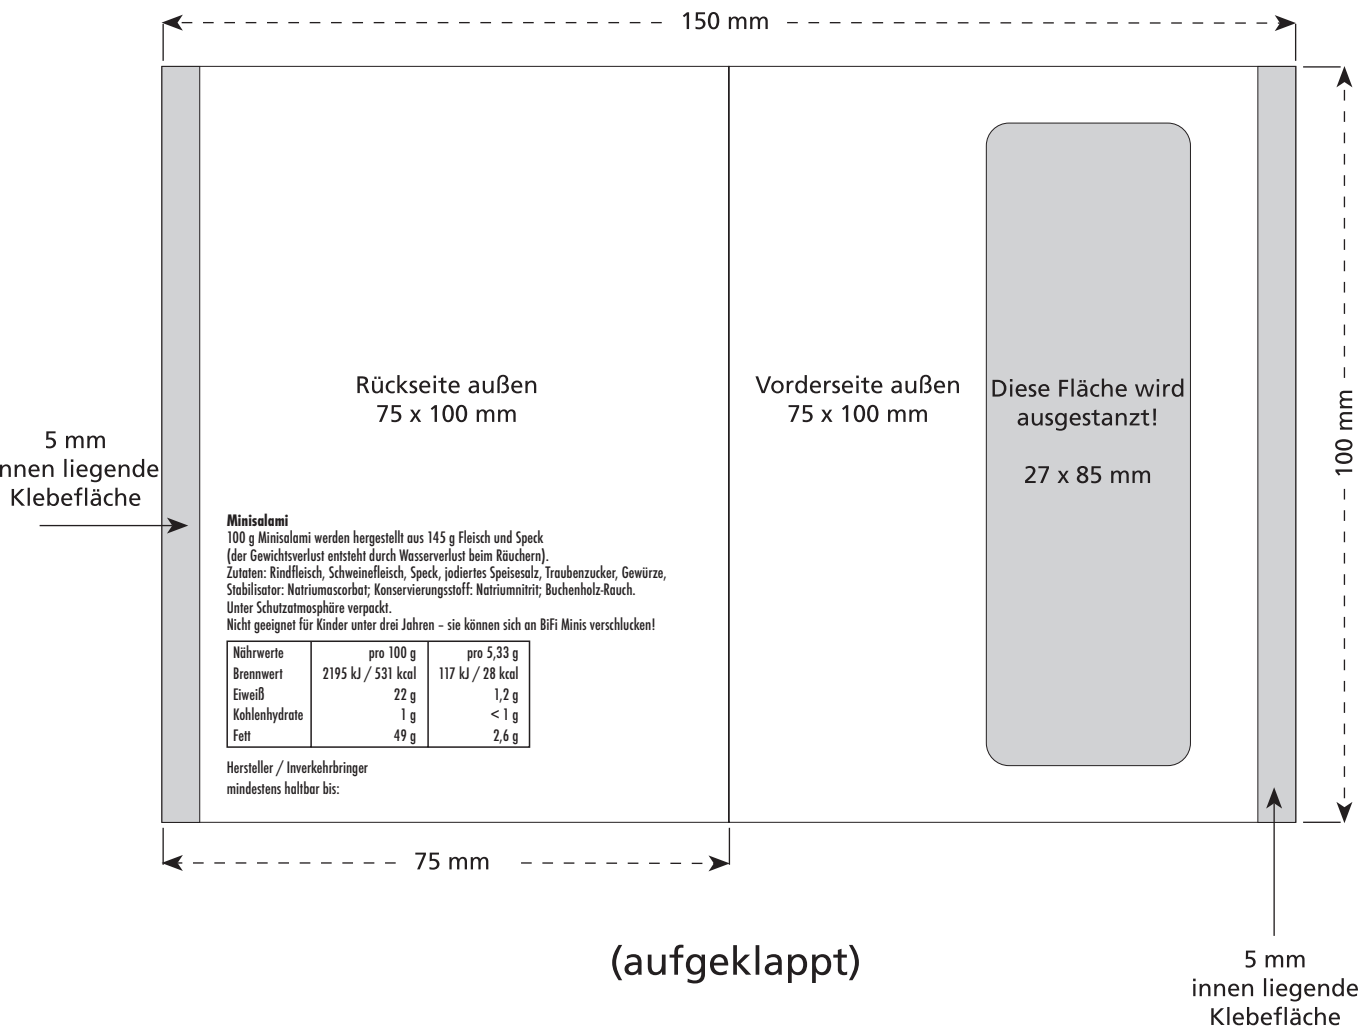 150 mm
Rückseite außen
75 x 100 mm
Vorderseite außen
75 x 100 mm
Diese Fläche wird
ausgestanzt!
27 x 85 mm
100 mm
5 mm
nnen liegende
Klebefläche
Minisalami
100 g Minisalami werden hergestellt aus 145 g Fleisch und Speck
(der Gewichtsverlust entsteht durch Wasserverlust beim Räuchern).
Zutaten: Rindfleisch, Schweinefleisch, Speck, jodiertes Speisesalz, Traubenzucker, Gewürze,
Stabilisator: Natriumascorbat; Konservierungsstoff: Natriumnitrit; Buchenholz-Rauch.
Unter Schutzatmosphäre verpackt.
Nicht geeignet für Kinder unter drei Jahren – sie können sich an BiFi Minis verschlucken!
Nährwerte pro 100 g pro 5,33 g
Brennwert 2195 kJ / 531 kcal 117 kJ / 28 kcal
Eiweiß 22 g 1,2 g
Kohlenhydrate 1 g < 1 g
Fett 49 g 2,6 g
Hersteller / Inverkehrbringer
mindestens haltbar bis:
75 mm
(aufgeklappt)
5 mm
innen liegende
Klebefläche